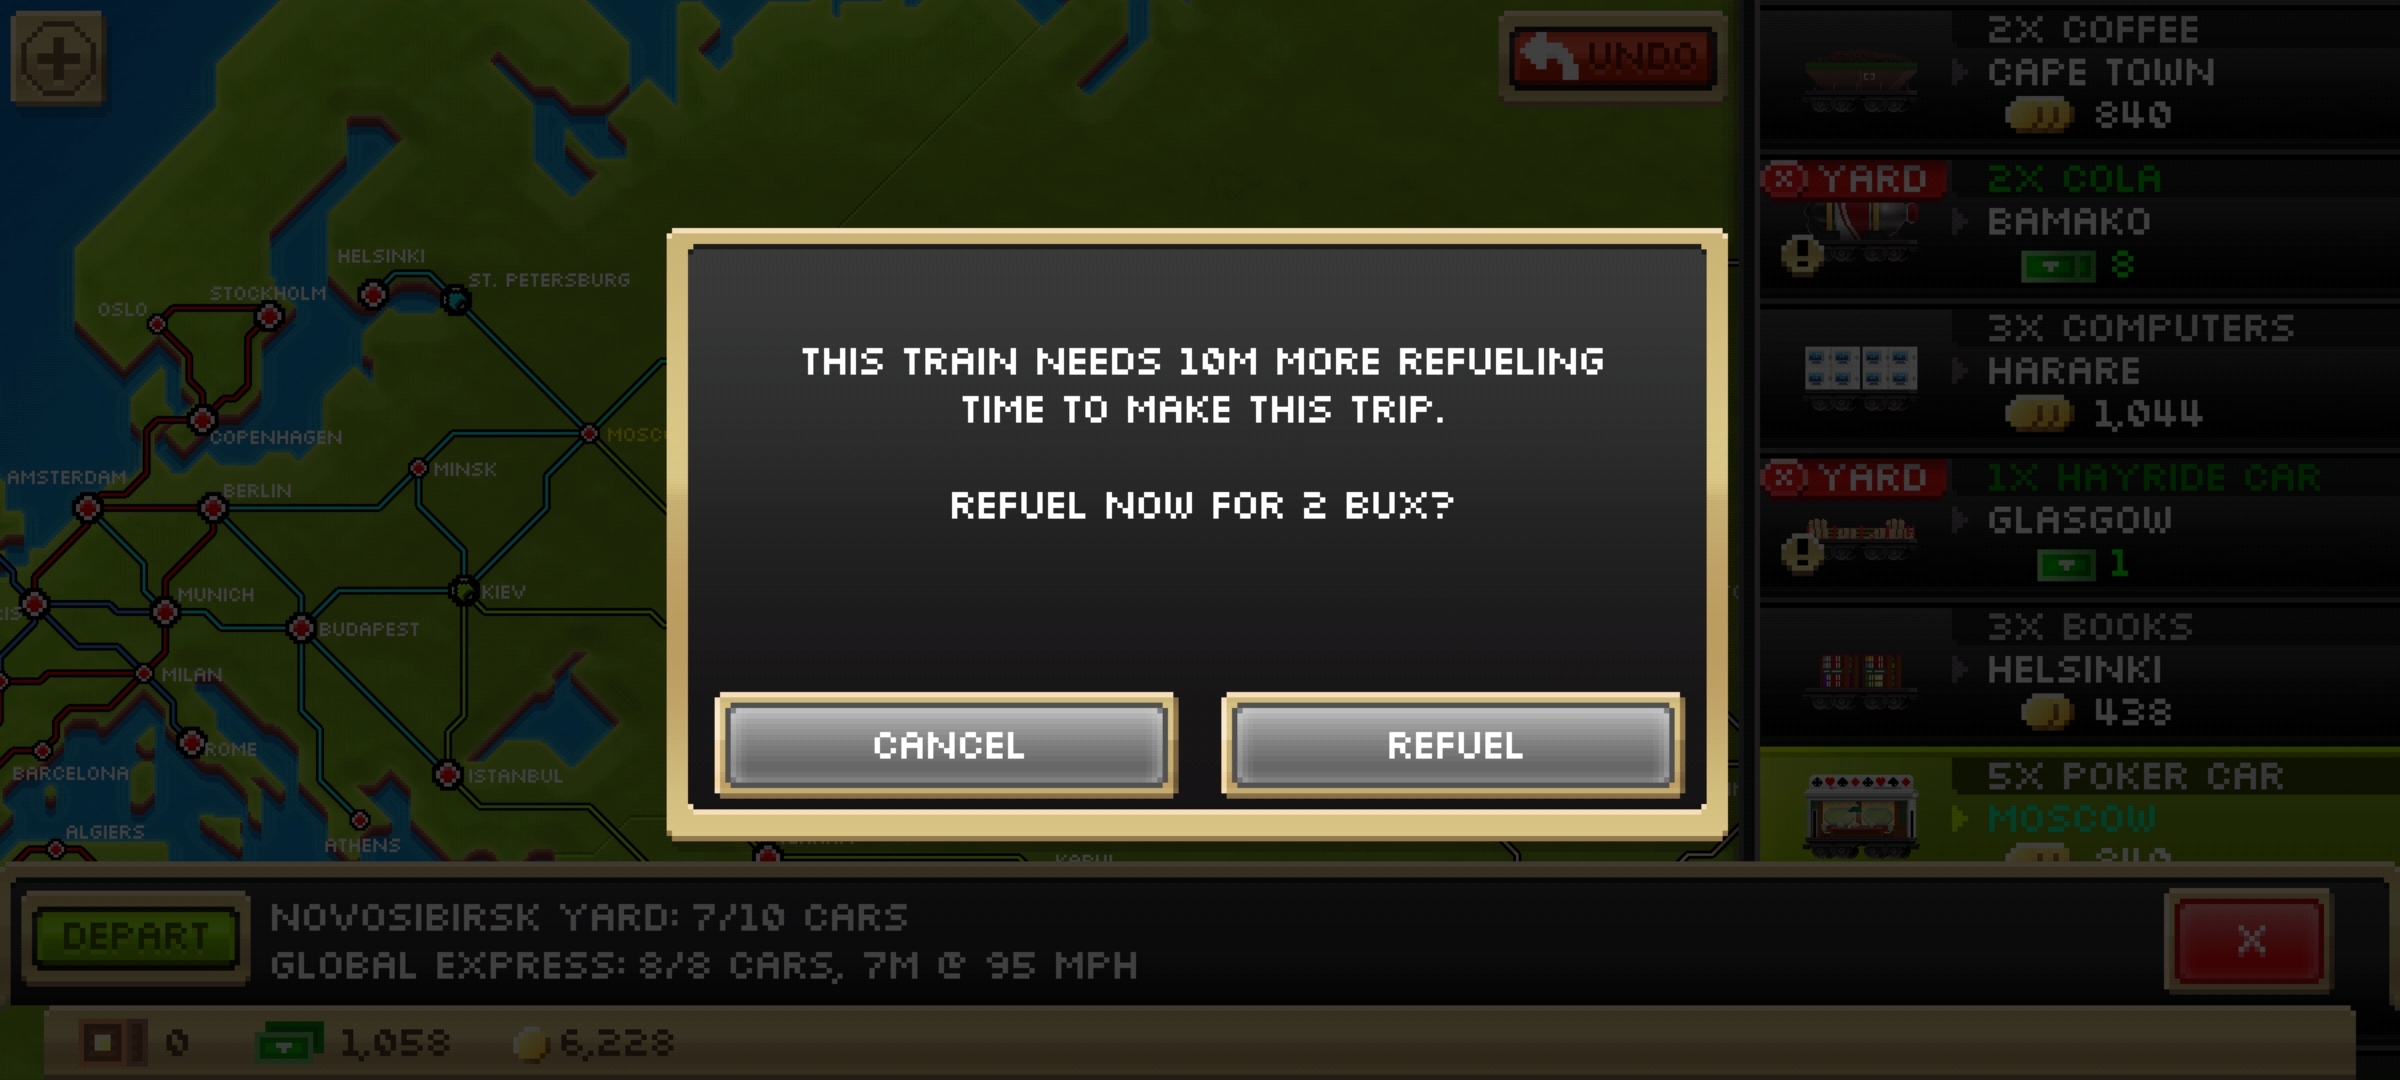 UNDO
2X COFFEE
CAPE TOWN
840
YARD
2X COLA
BAMAKO
8
3X COMPUTERS
HARARE
1,044
YARD
1X HAYRIDE CAR
GLASGOW
1
3X BOOKS
HELSINKI
438
5X POKER CAR
MOSCOW
840
HELSINKI
ST. PETERSBURG
STOCKHOLM
OSLO
COPENHAGEN
AMSTERDAM
BERLIN
MINSK
MUNICH
KIEV
BUDAPEST
MILAN
ROME
BARCELONA
ISTANBUL
ALGIERS
ATHENS
KABUL
THIS TRAIN NEEDS 10M MORE REFUELING
TIME TO MAKE THIS TRIP.
REFUEL NOW FOR 2 BUX?
CANCEL
REFUEL
DEPART
NOVOSIBIRSK YARD: 7/10 CARS
GLOBAL EXPRESS: 8/8 CARS, 7M @ 95 MPH
X
0
1,058
6,228